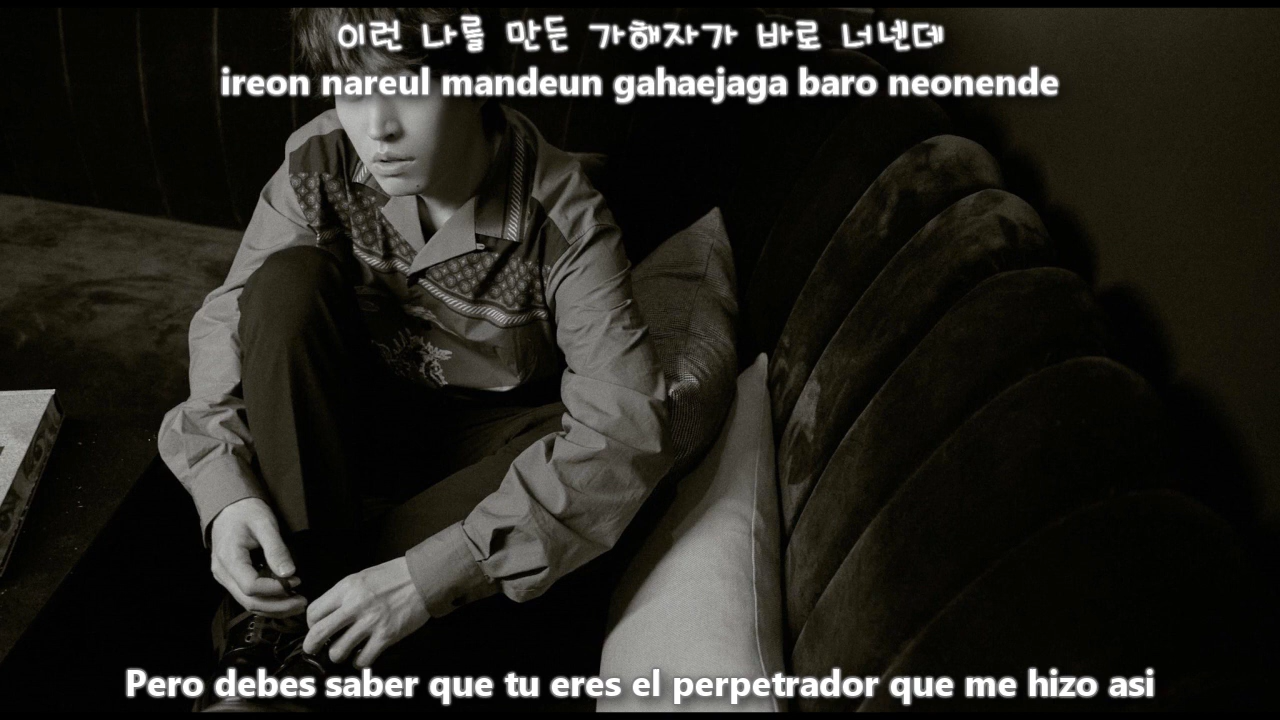 이런 나를 만든 가해자가 바로 너넨데
ireon nareul mandeun gahaejaga baro neonende
Pero debes saber que tu eres el perpetrador que me hizo asi